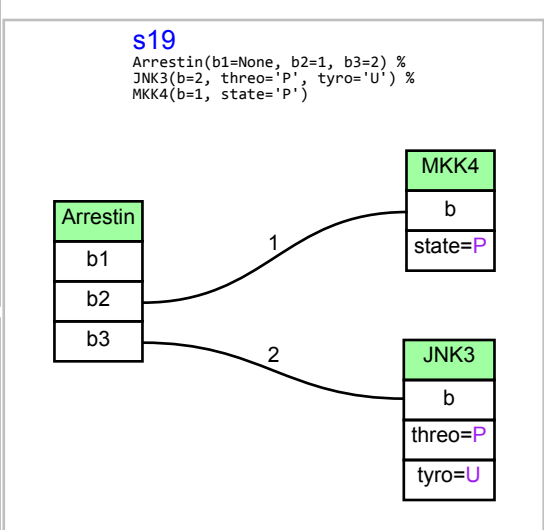 s19
Arrestin(b1=None, b2=1, b3=2) %
JNK3(b=2, threo='P', tyro='U') %
MKK4(b=1, state='P')
MKK4
b
state=P
Arrestin
b1
b2
b3
1
2
JNK3
b
threo=P
tyro=U